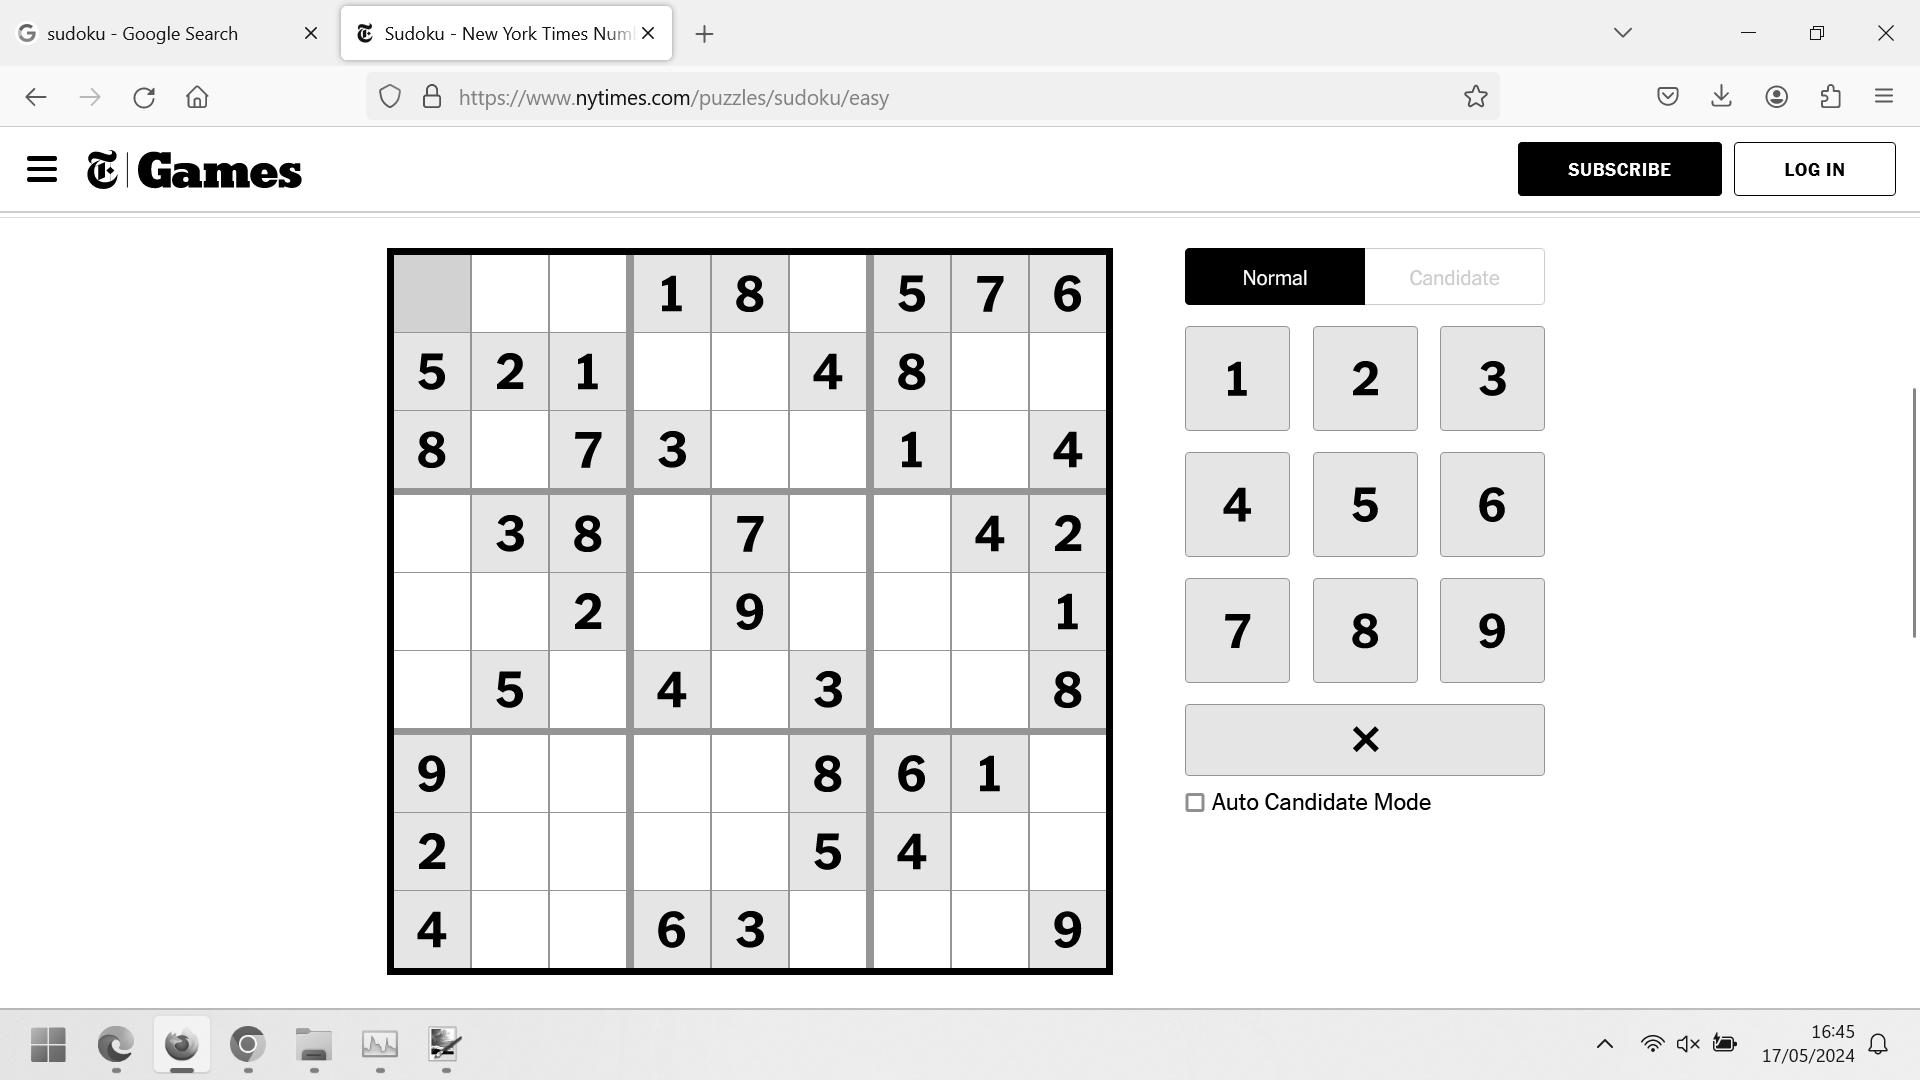 sudoku - Google Search
Sudoku - New York Times Num
https://www.nytimes.com/puzzles/sudoku/easy
Games
SUBSCRIBE
LOG IN
1 8 5 7 6
5 2 1 4 8
8 7 3 1 4
3 8 7 4 2
2 9 1
5 4 3 8
9 8 6 1
2 5 4
4 6 3 9
Normal
Candidate
1 2 3
4 5 6
7 8 9
Auto Candidate Mode
16:45
17/05/2024